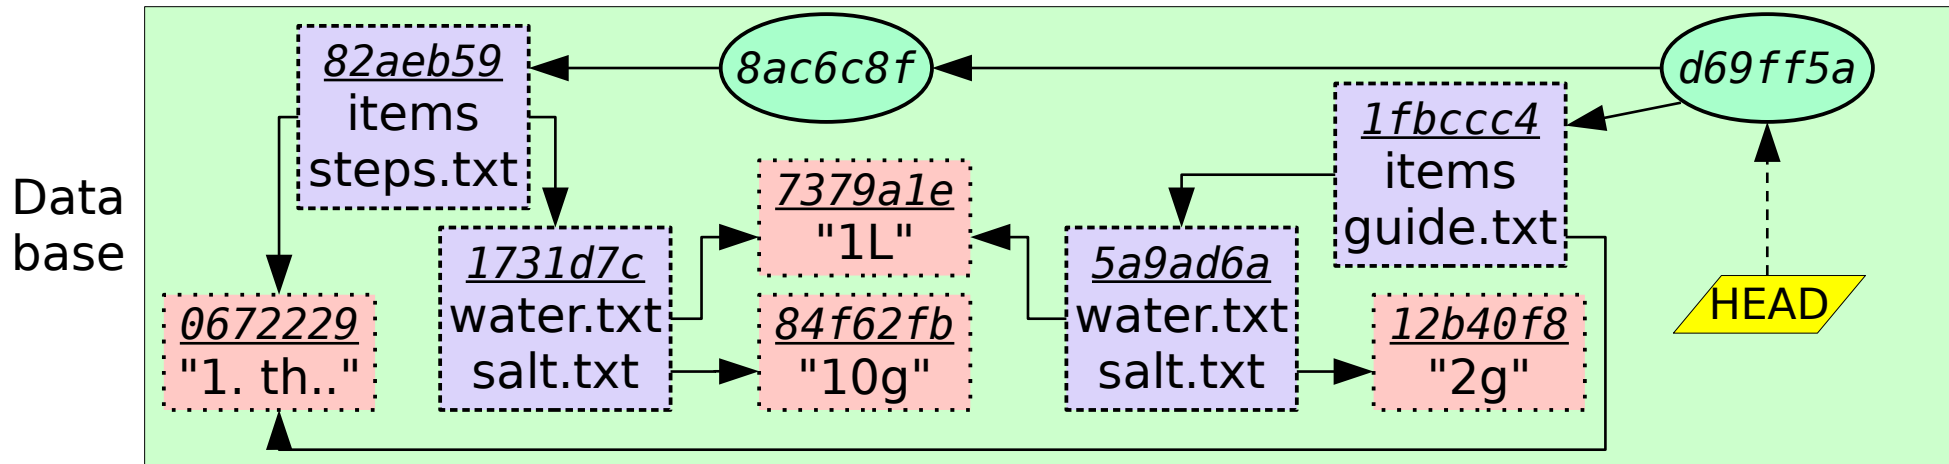 Data
base
82aeb59
items
steps.txt
8ac6c8f
d69ff5a
1fbccc4
items
guide.txt
7379a1e
"1L"
1731d7c
water.txt
salt.txt
5a9ad6a
water.txt
salt.txt
HEAD
0672229
"1. th.."
84f62fb
"10g"
12b40f8
"2g"